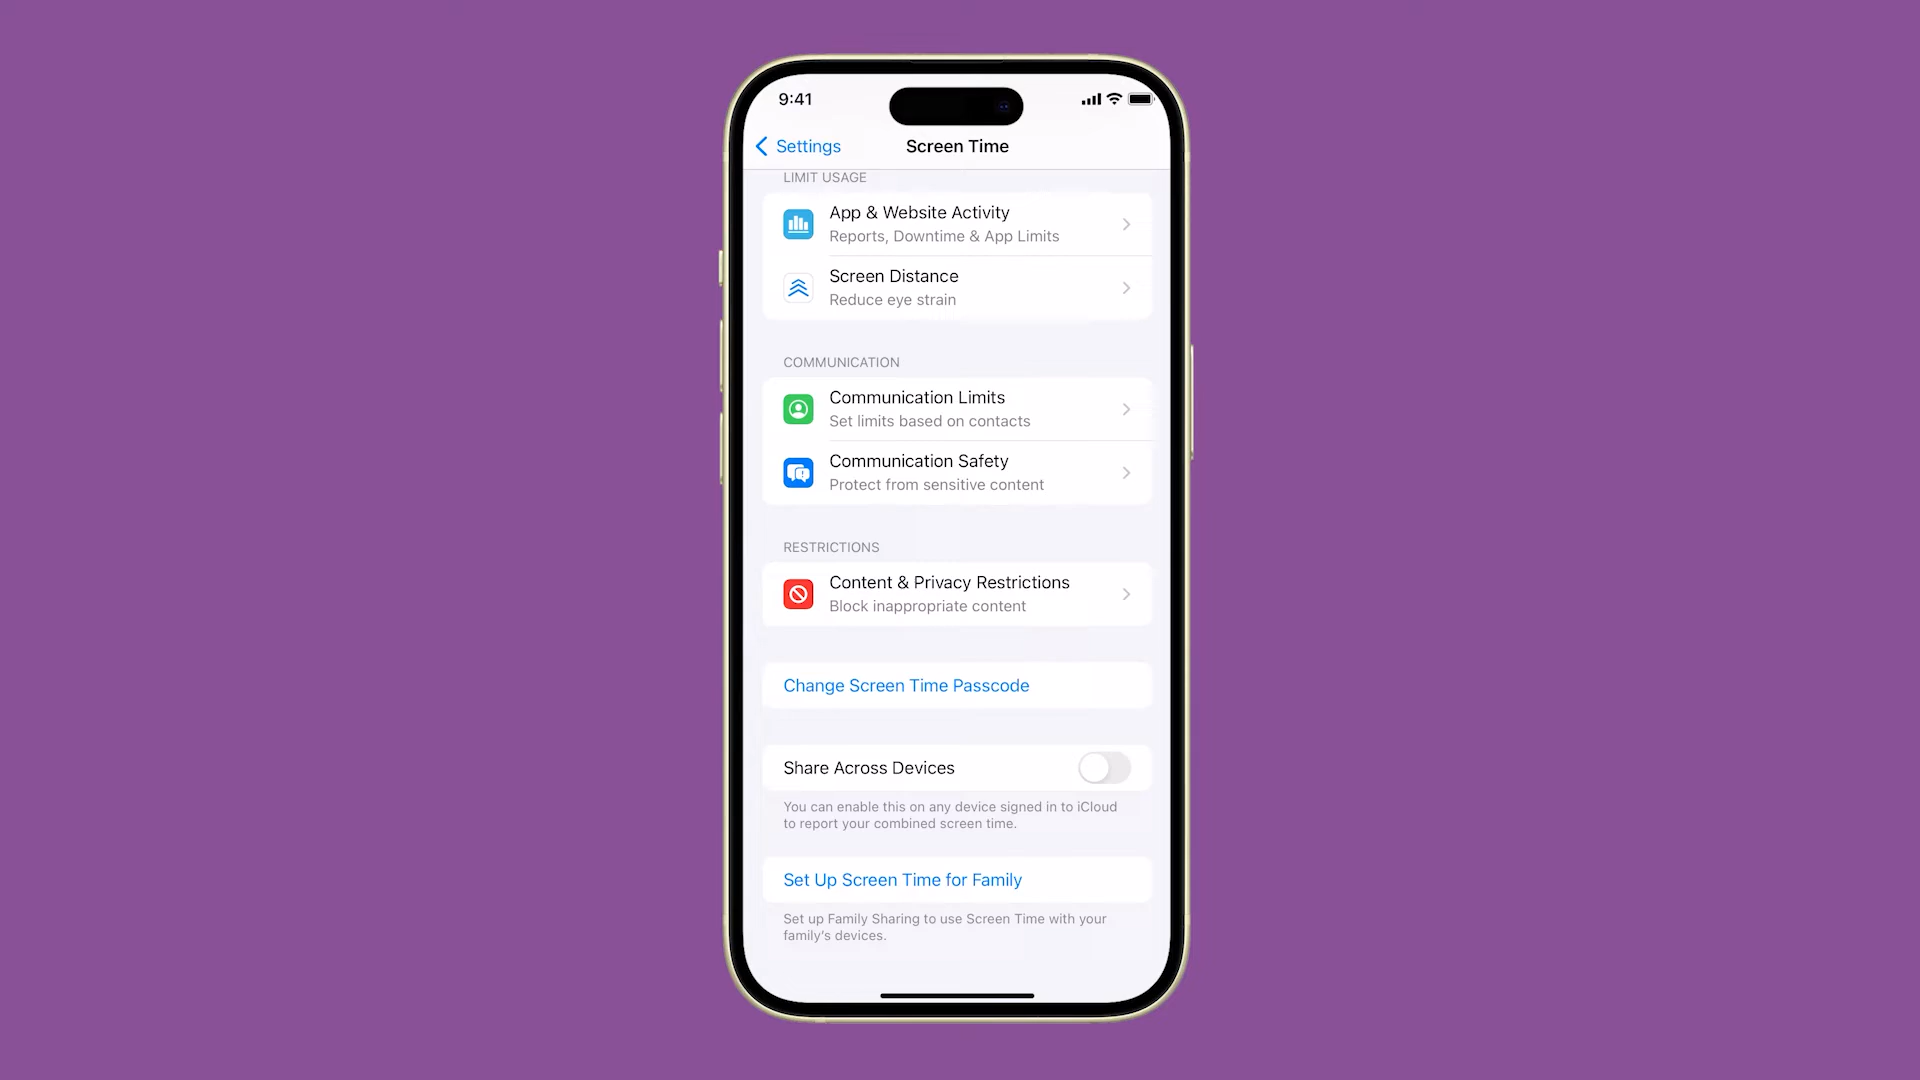 9:41
Settings
Screen Time
LIMIT USAGE
App & Website Activity
Reports, Downtime & App Limits
Screen Distance
Reduce eye strain
COMMUNICATION
Communication Limits
Set limits based on contacts
Communication Safety
Protect from sensitive content
RESTRICTIONS
Content & Privacy Restrictions
Block inappropriate content
Change Screen Time Passcode
Share Across Devices
You can enable this on any device signed in to iCloud
to report your combined screen time.
Set Up Screen Time for Family
Set up Family Sharing to use Screen Time with your
family’s devices.